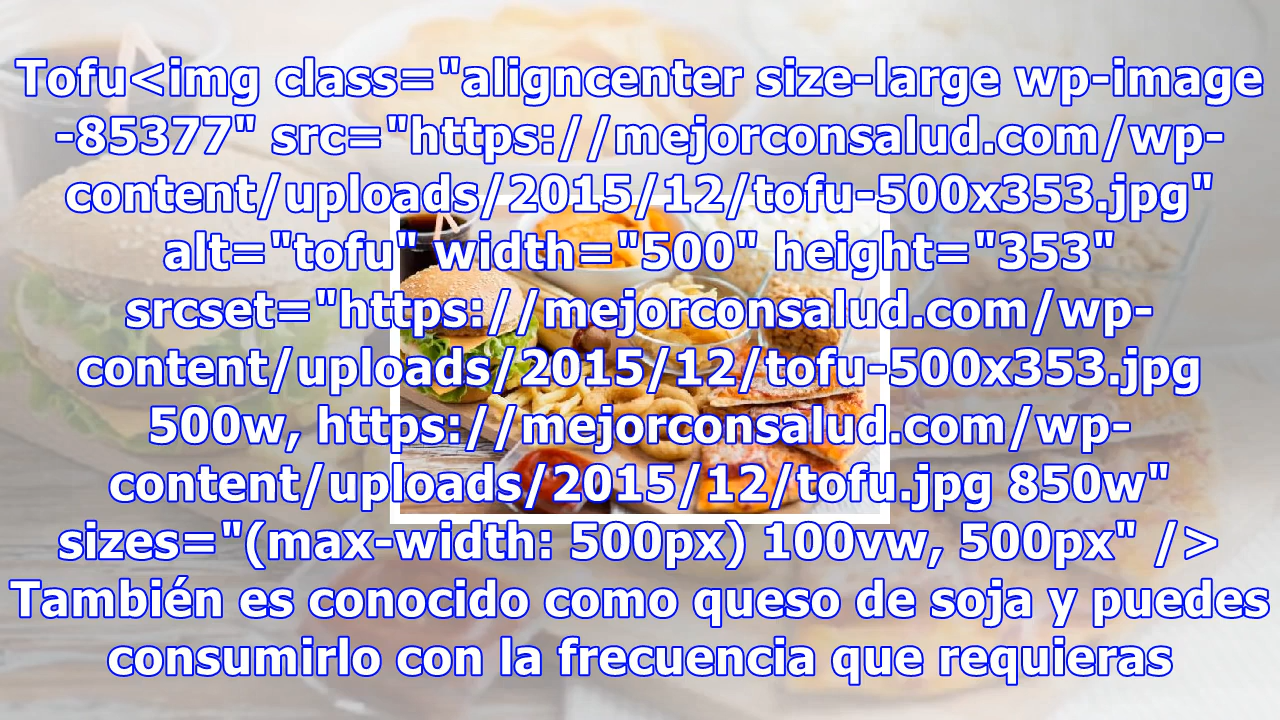 Tofu<img class="aligncenter size-large wp-image
-85377" src="https://mejorconsalud.com/wp-
content/uploads/2015/12/tofu-500x353.jpg"
alt="tofu" width="500" height="353"
srcset="https://mejorconsalud.com/wp-
content/uploads/2015/12/tofu-500x353.jpg
500w, https://mejorconsalud.com/wp-
content/uploads/2015/12/tofu.jpg 850w"
sizes="(max-width: 500px) 100vw, 500px" />
También es conocido como queso de soja y puedes
consumirlo con la frecuencia que requieras